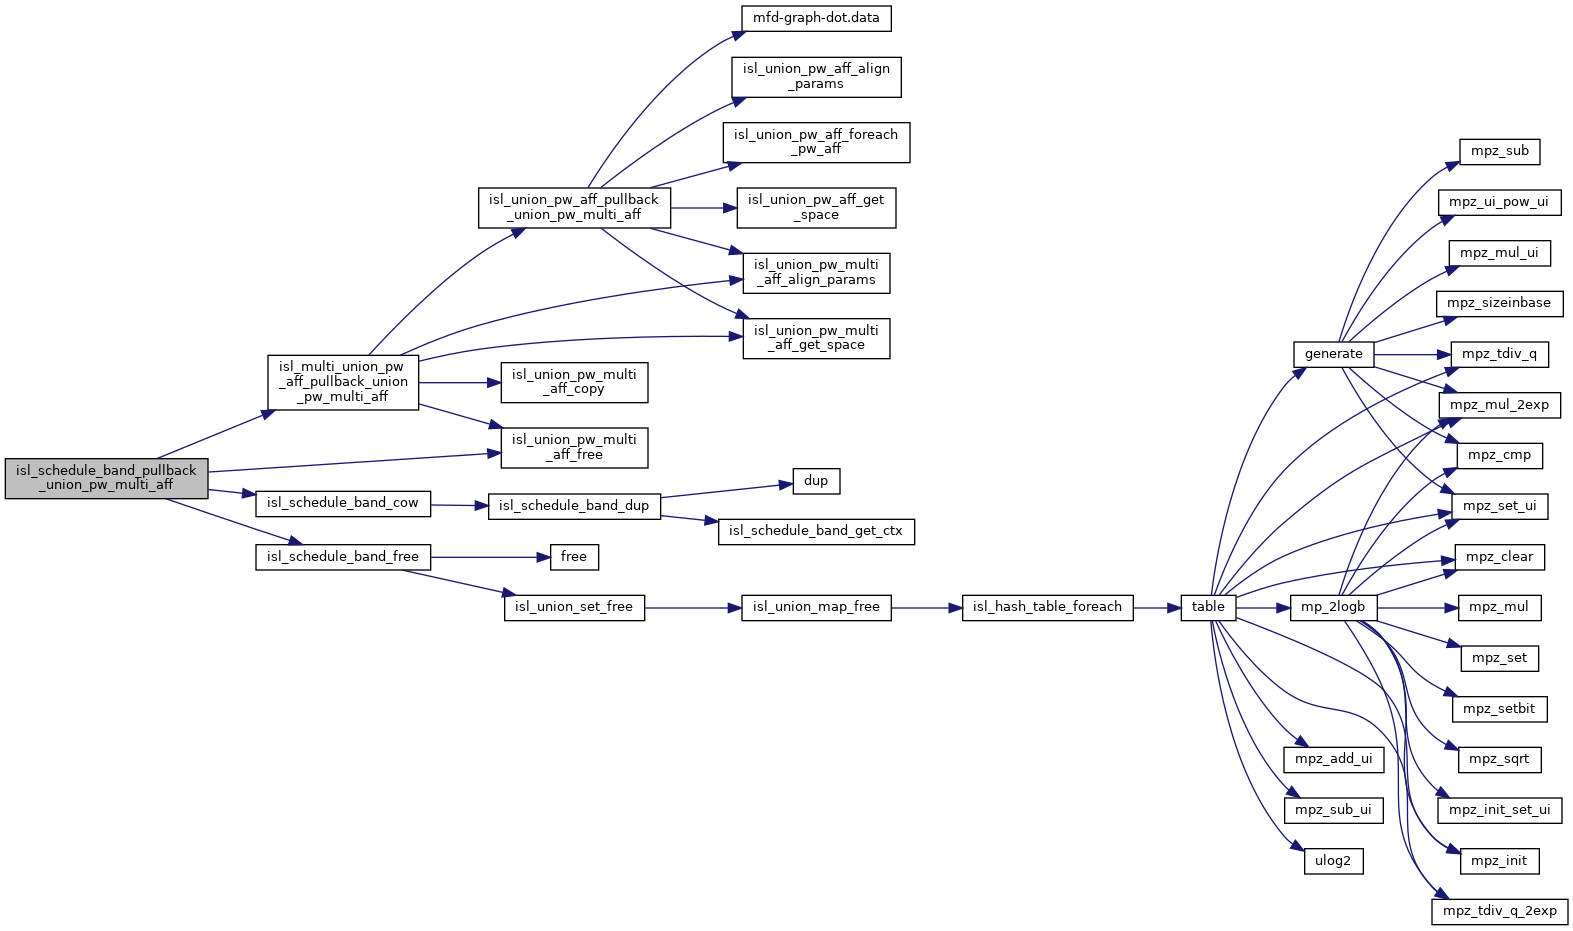 mfd-graph-dot.data
isl_union_pw_aff_align
_params
isl_union_pw_aff_foreach
_pw_aff
isl_union_pw_aff_pullback
_union_pw_multi_aff
isl_union_pw_aff_get
_space
isl_union_pw_multi
_aff_align_params
isl_union_pw_multi
_aff_get_space
isl_multi_union_pw
_aff_pullback_union
_pw_multi_aff
isl_union_pw_multi
_aff_copy
isl_union_pw_multi
_aff_free
isl_schedule_band_pullback
_union_pw_multi_aff
isl_schedule_band_cow
isl_schedule_band_dup
dup
isl_schedule_band_get_ctx
isl_schedule_band_free
free
isl_union_set_free
isl_union_map_free
isl_hash_table_foreach
table
generate
mp_2logb
mpz_add_ui
mpz_sub_ui
ulog2
mpz_sub
mpz_ui_pow_ui
mpz_mul_ui
mpz_sizeinbase
mpz_tdiv_q
mpz_mul_2exp
mpz_cmp
mpz_set_ui
mpz_clear
mpz_mul
mpz_set
mpz_setbit
mpz_sqrt
mpz_init_set_ui
mpz_init
mpz_tdiv_q_2exp